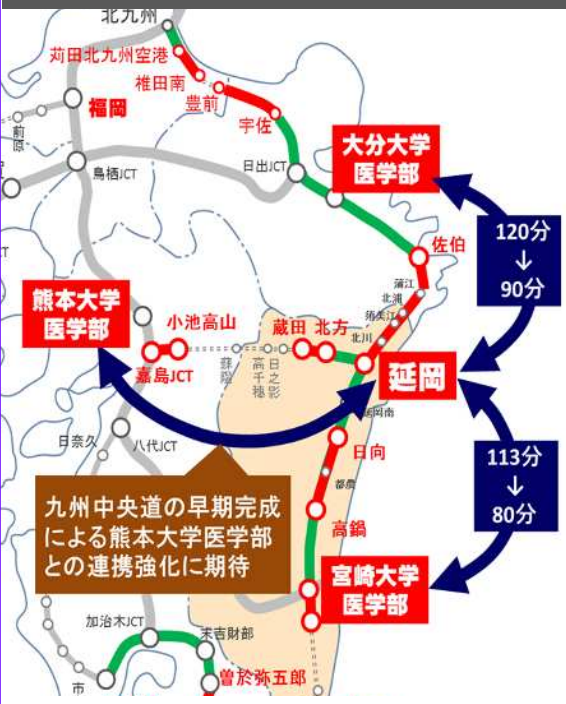 北九州
苅田北九州空港
椎田南
豊前
宇佐
福岡
前原
鳥栖JCT
日出JCT
大分大学
医学部
佐伯
120分
↓
90分
蒲江
北浦
須美江
北川
熊本大学
医学部
小池高山
嘉島JCT
蔵田
北方
蘇陽
高千穂
日之影
延岡
延岡南
日奈久
八代JCT
日向
都農
113分
↓
80分
九州中央道の早期完成
による熊本大学医学部
との連携強化に期待
高鍋
宮崎大学
医学部
加治木JCT
末吉財部
曽於弥五郎
市